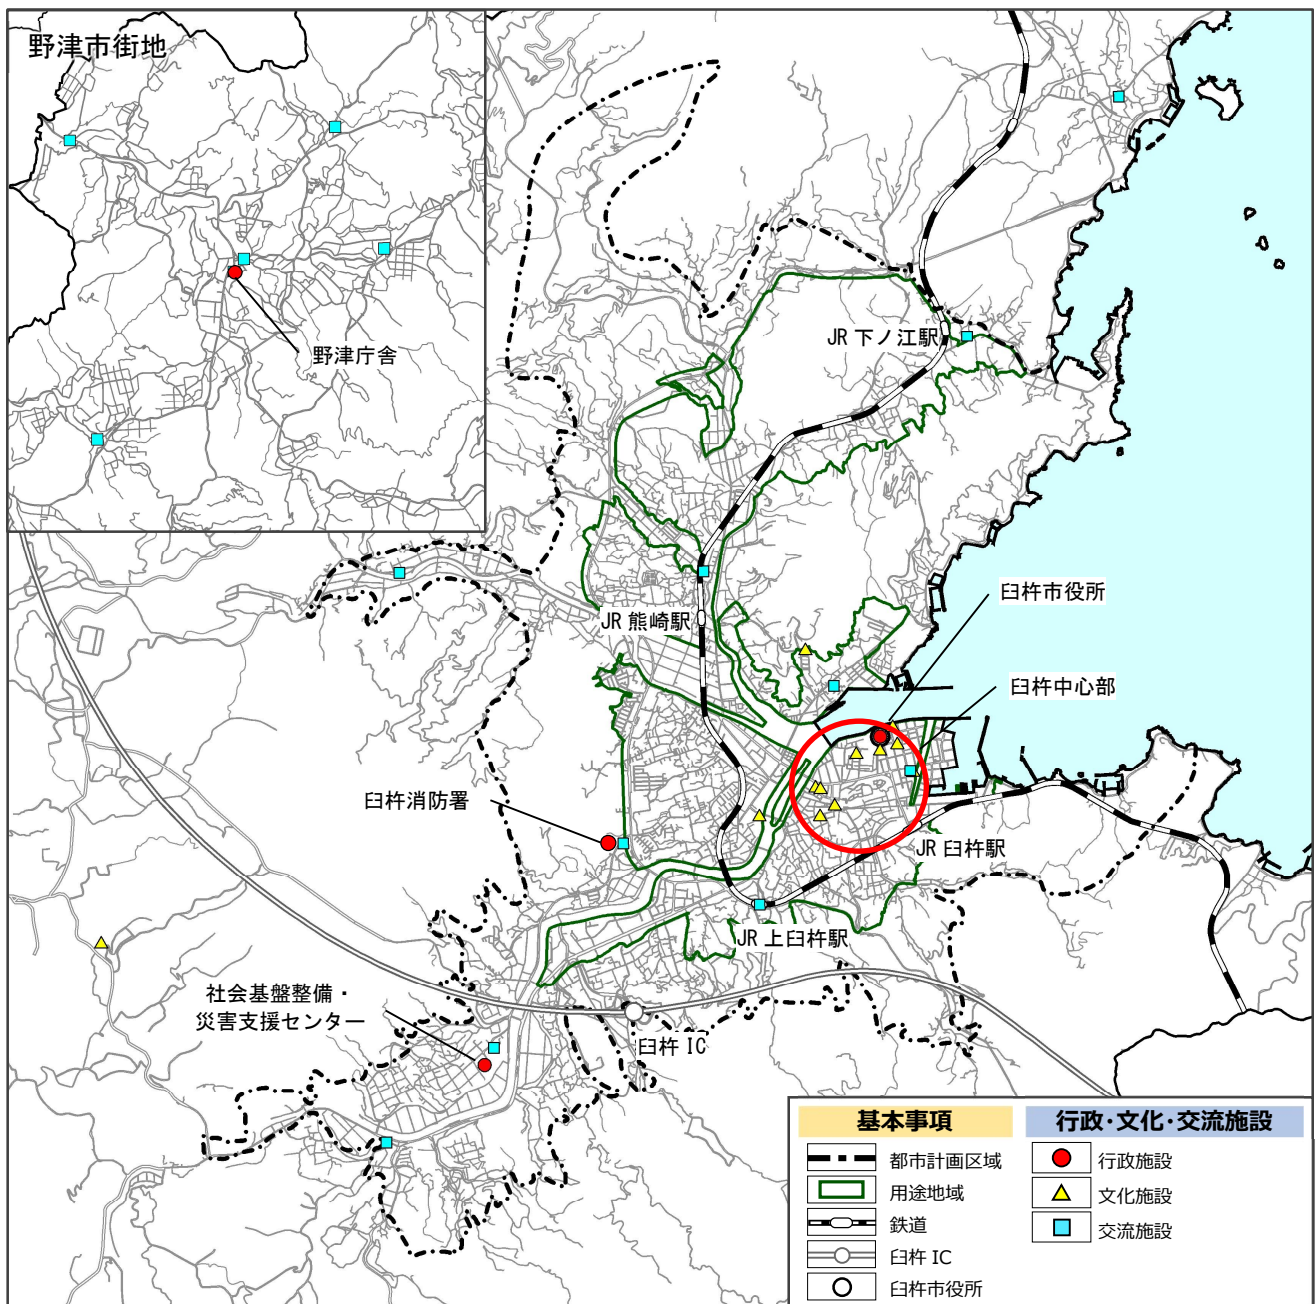 野津市街地
野津庁舎
JR 下ノ江駅
臼杵市役所
JR 熊崎駅
臼杵中心部
臼杵消防署
JR 臼杵駅
JR 上臼杵駅
社会基盤整備・
災害支援センター
臼杵 IC
基本事項
都市計画区域
用途地域
鉄道
臼杵 IC
臼杵市役所
行政・文化・交流施設
行政施設
文化施設
交流施設